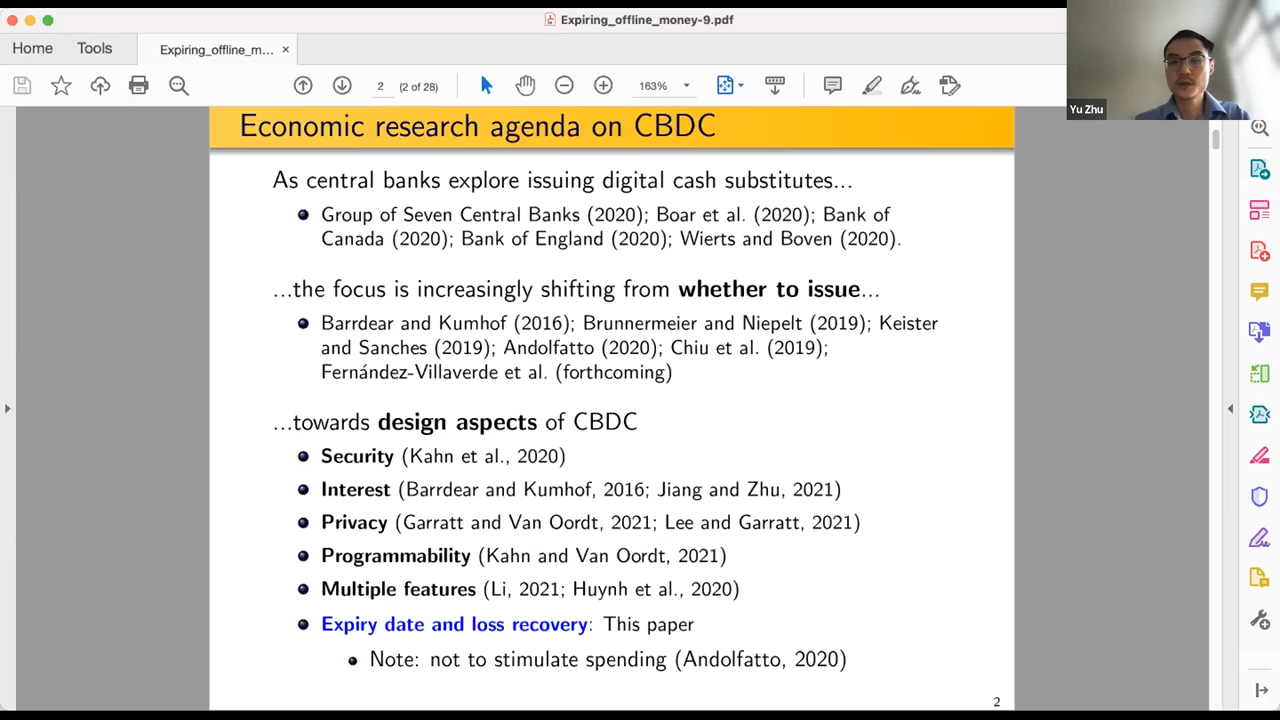 Expiring_offline_money-9.pdf
Home Tools Expiring_offline_m... ×
2 (2 of 28) 163%
Yu Zhu
Economic research agenda on CBDC
As central banks explore issuing digital cash substitutes...
Group of Seven Central Banks (2020); Boar et al. (2020); Bank of
Canada (2020); Bank of England (2020); Wierts and Boven (2020).
...the focus is increasingly shifting from whether to issue...
Barrdear and Kumhof (2016); Brunnermeier and Niepelt (2019); Keister
and Sanches (2019); Andolfatto (2020); Chiu et al. (2019);
Fernández-Villaverde et al. (forthcoming)
...towards design aspects of CBDC
Security (Kahn et al., 2020)
Interest (Barrdear and Kumhof, 2016; Jiang and Zhu, 2021)
Privacy (Garratt and Van Oordt, 2021; Lee and Garratt, 2021)
Programmability (Kahn and Van Oordt, 2021)
Multiple features (Li, 2021; Huynh et al., 2020)
Expiry date and loss recovery: This paper
Note: not to stimulate spending (Andolfatto, 2020)
2